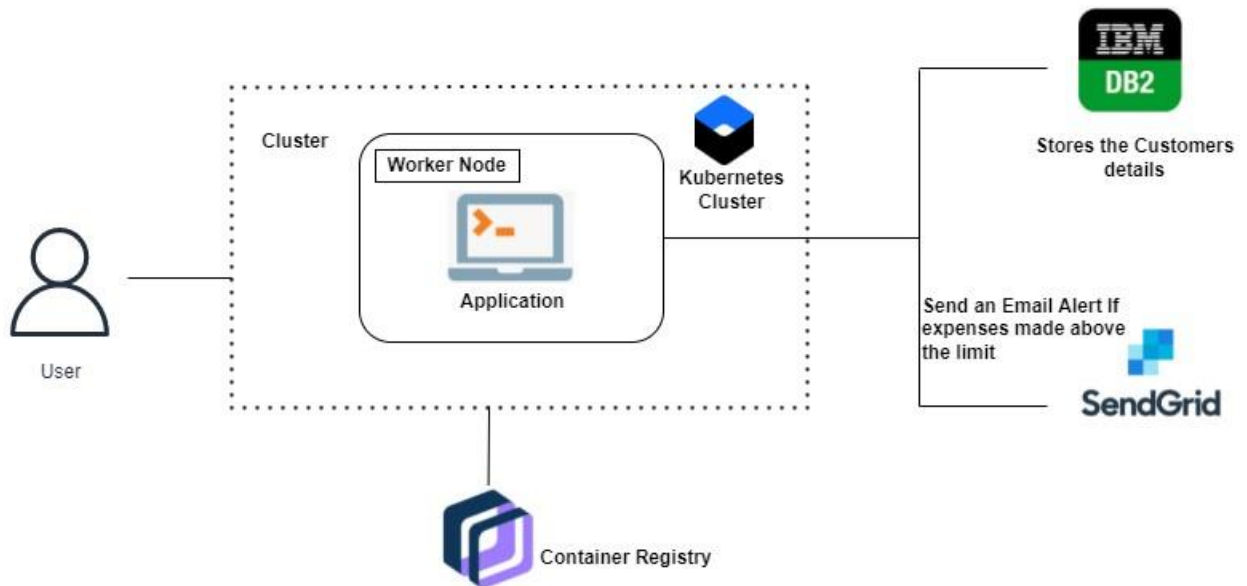 IBM
DB2
Stores the Customers
details
Cluster
Worker Node
Kubernetes
Cluster
Application
User
Send an Email Alert If
expenses made above
the limit
SendGrid
Container Registry